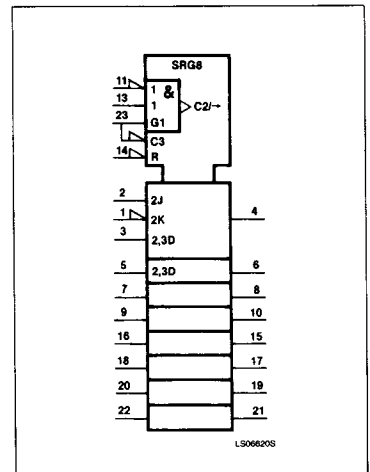 SRG8
11 1 &
13 1 C2/→
23 G1
C3
14 R
2 2J
1 2K 4
3 2,3D
5 2,3D 6
7 8
9 10
16 15
18 17
20 19
22 21
LS06620S